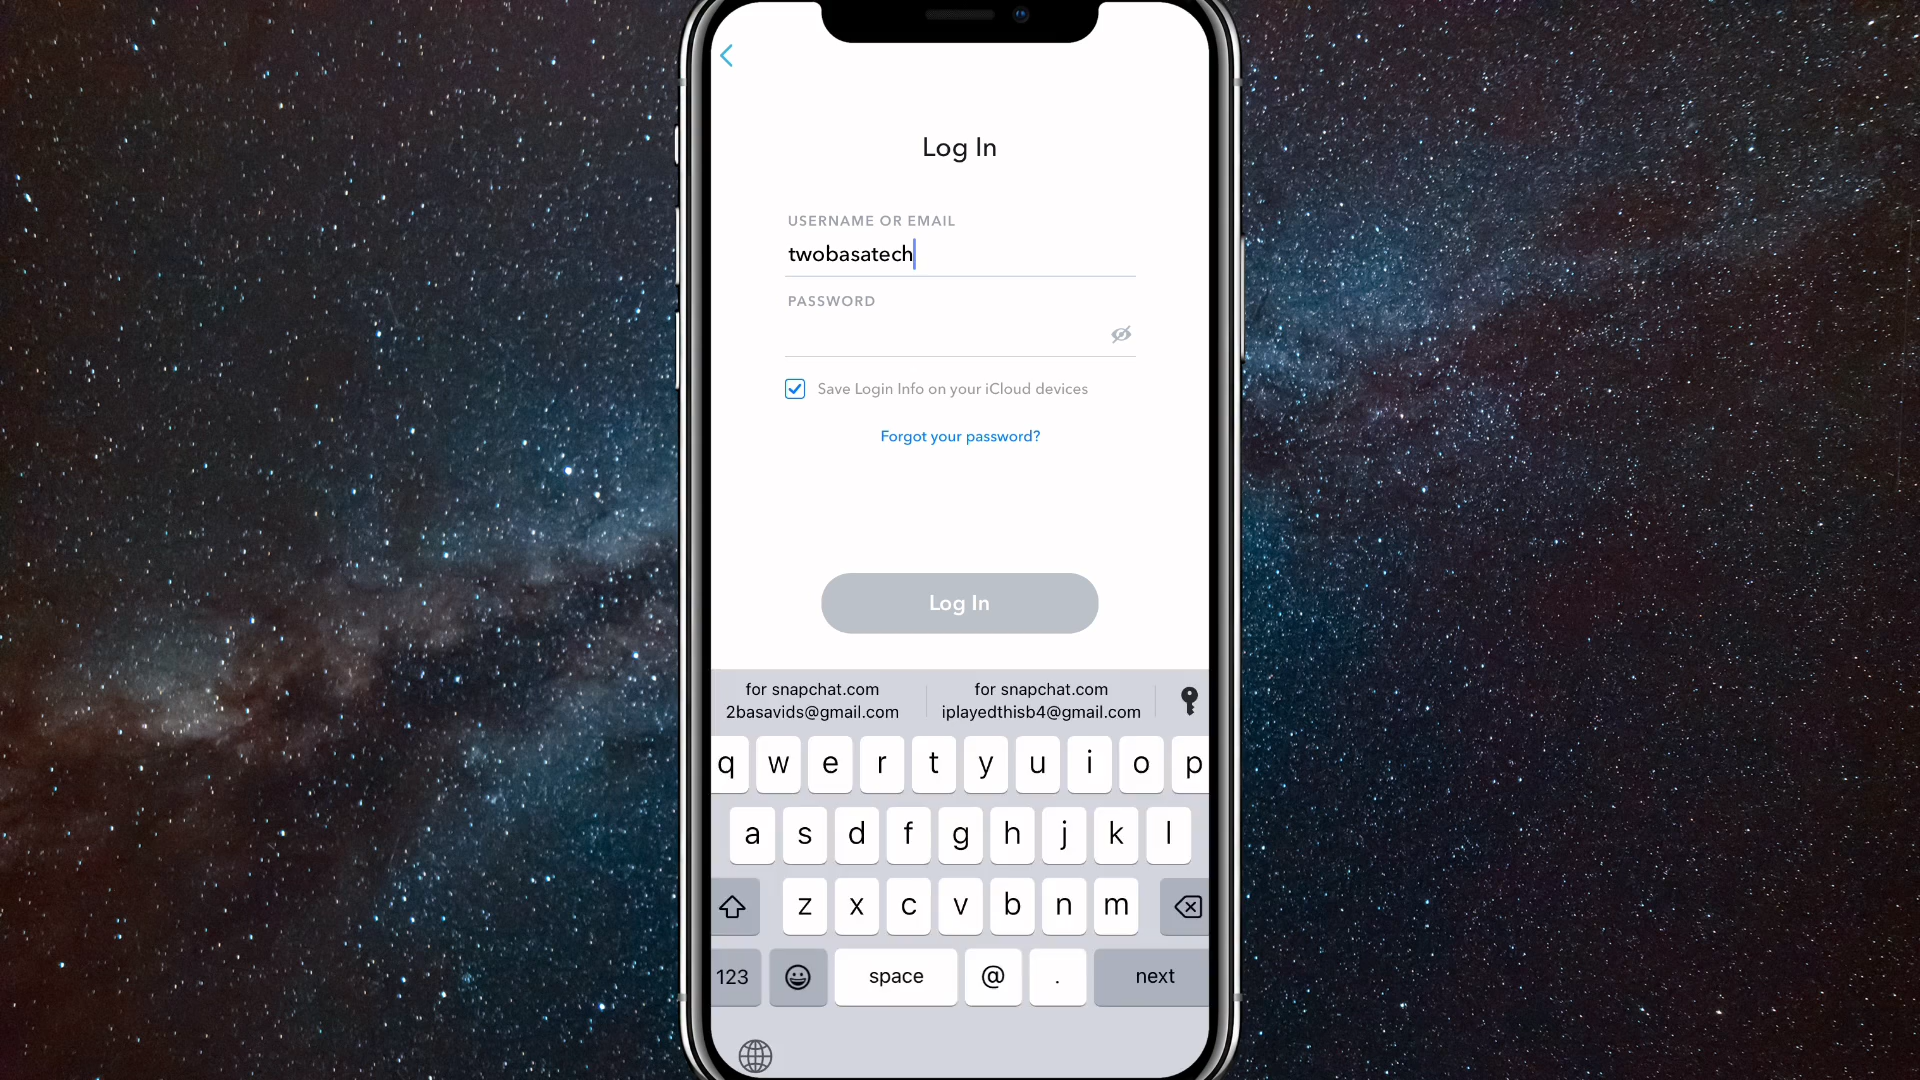 Log In
USERNAME OR EMAIL
twobasatech
PASSWORD
Save Login Info on your iCloud devices
Forgot your password?
Log In
for snapchat.com for snapchat.com
2basavids@gmail.com iplayedthisb4@gmail.com
q w e r t y u i o p
a s d f g h j k l
z x c v b n m
123 space @ . next